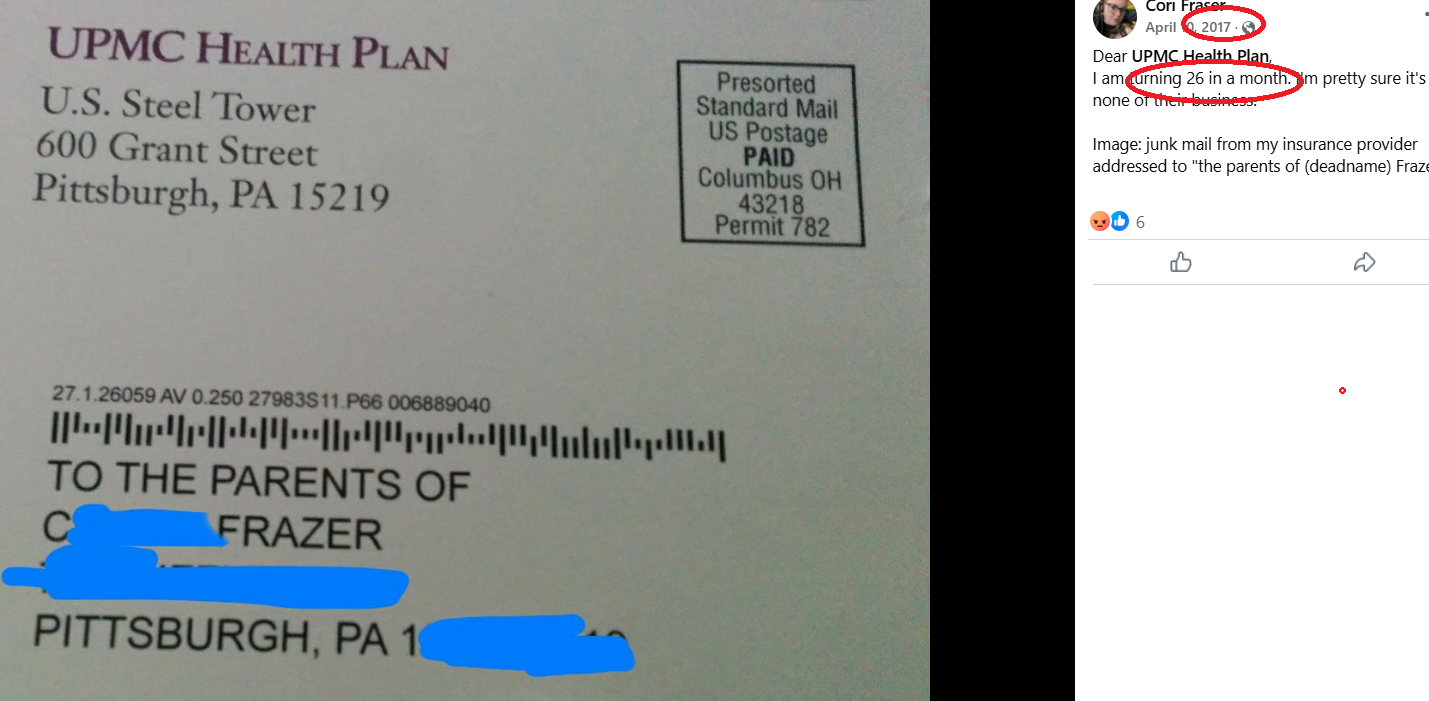 UPMC HEALTH PLAN
U.S. Steel Tower
600 Grant Street
Pittsburgh, PA 15219
Presorted
Standard Mail
US Postage
PAID
Columbus OH
43218
Permit 782
27.1.26059 AV 0.250 27983S11.P66 006889040
TO THE PARENTS OF
C FRAZER
PITTSBURGH, PA 1
Cori Frazer
April 0, 2017 ·
Dear UPMC Health Plan,
I am turning 26 in a month. I'm pretty sure it's
none of their business.
Image: junk mail from my insurance provider
addressed to "the parents of (deadname) Fraze
6